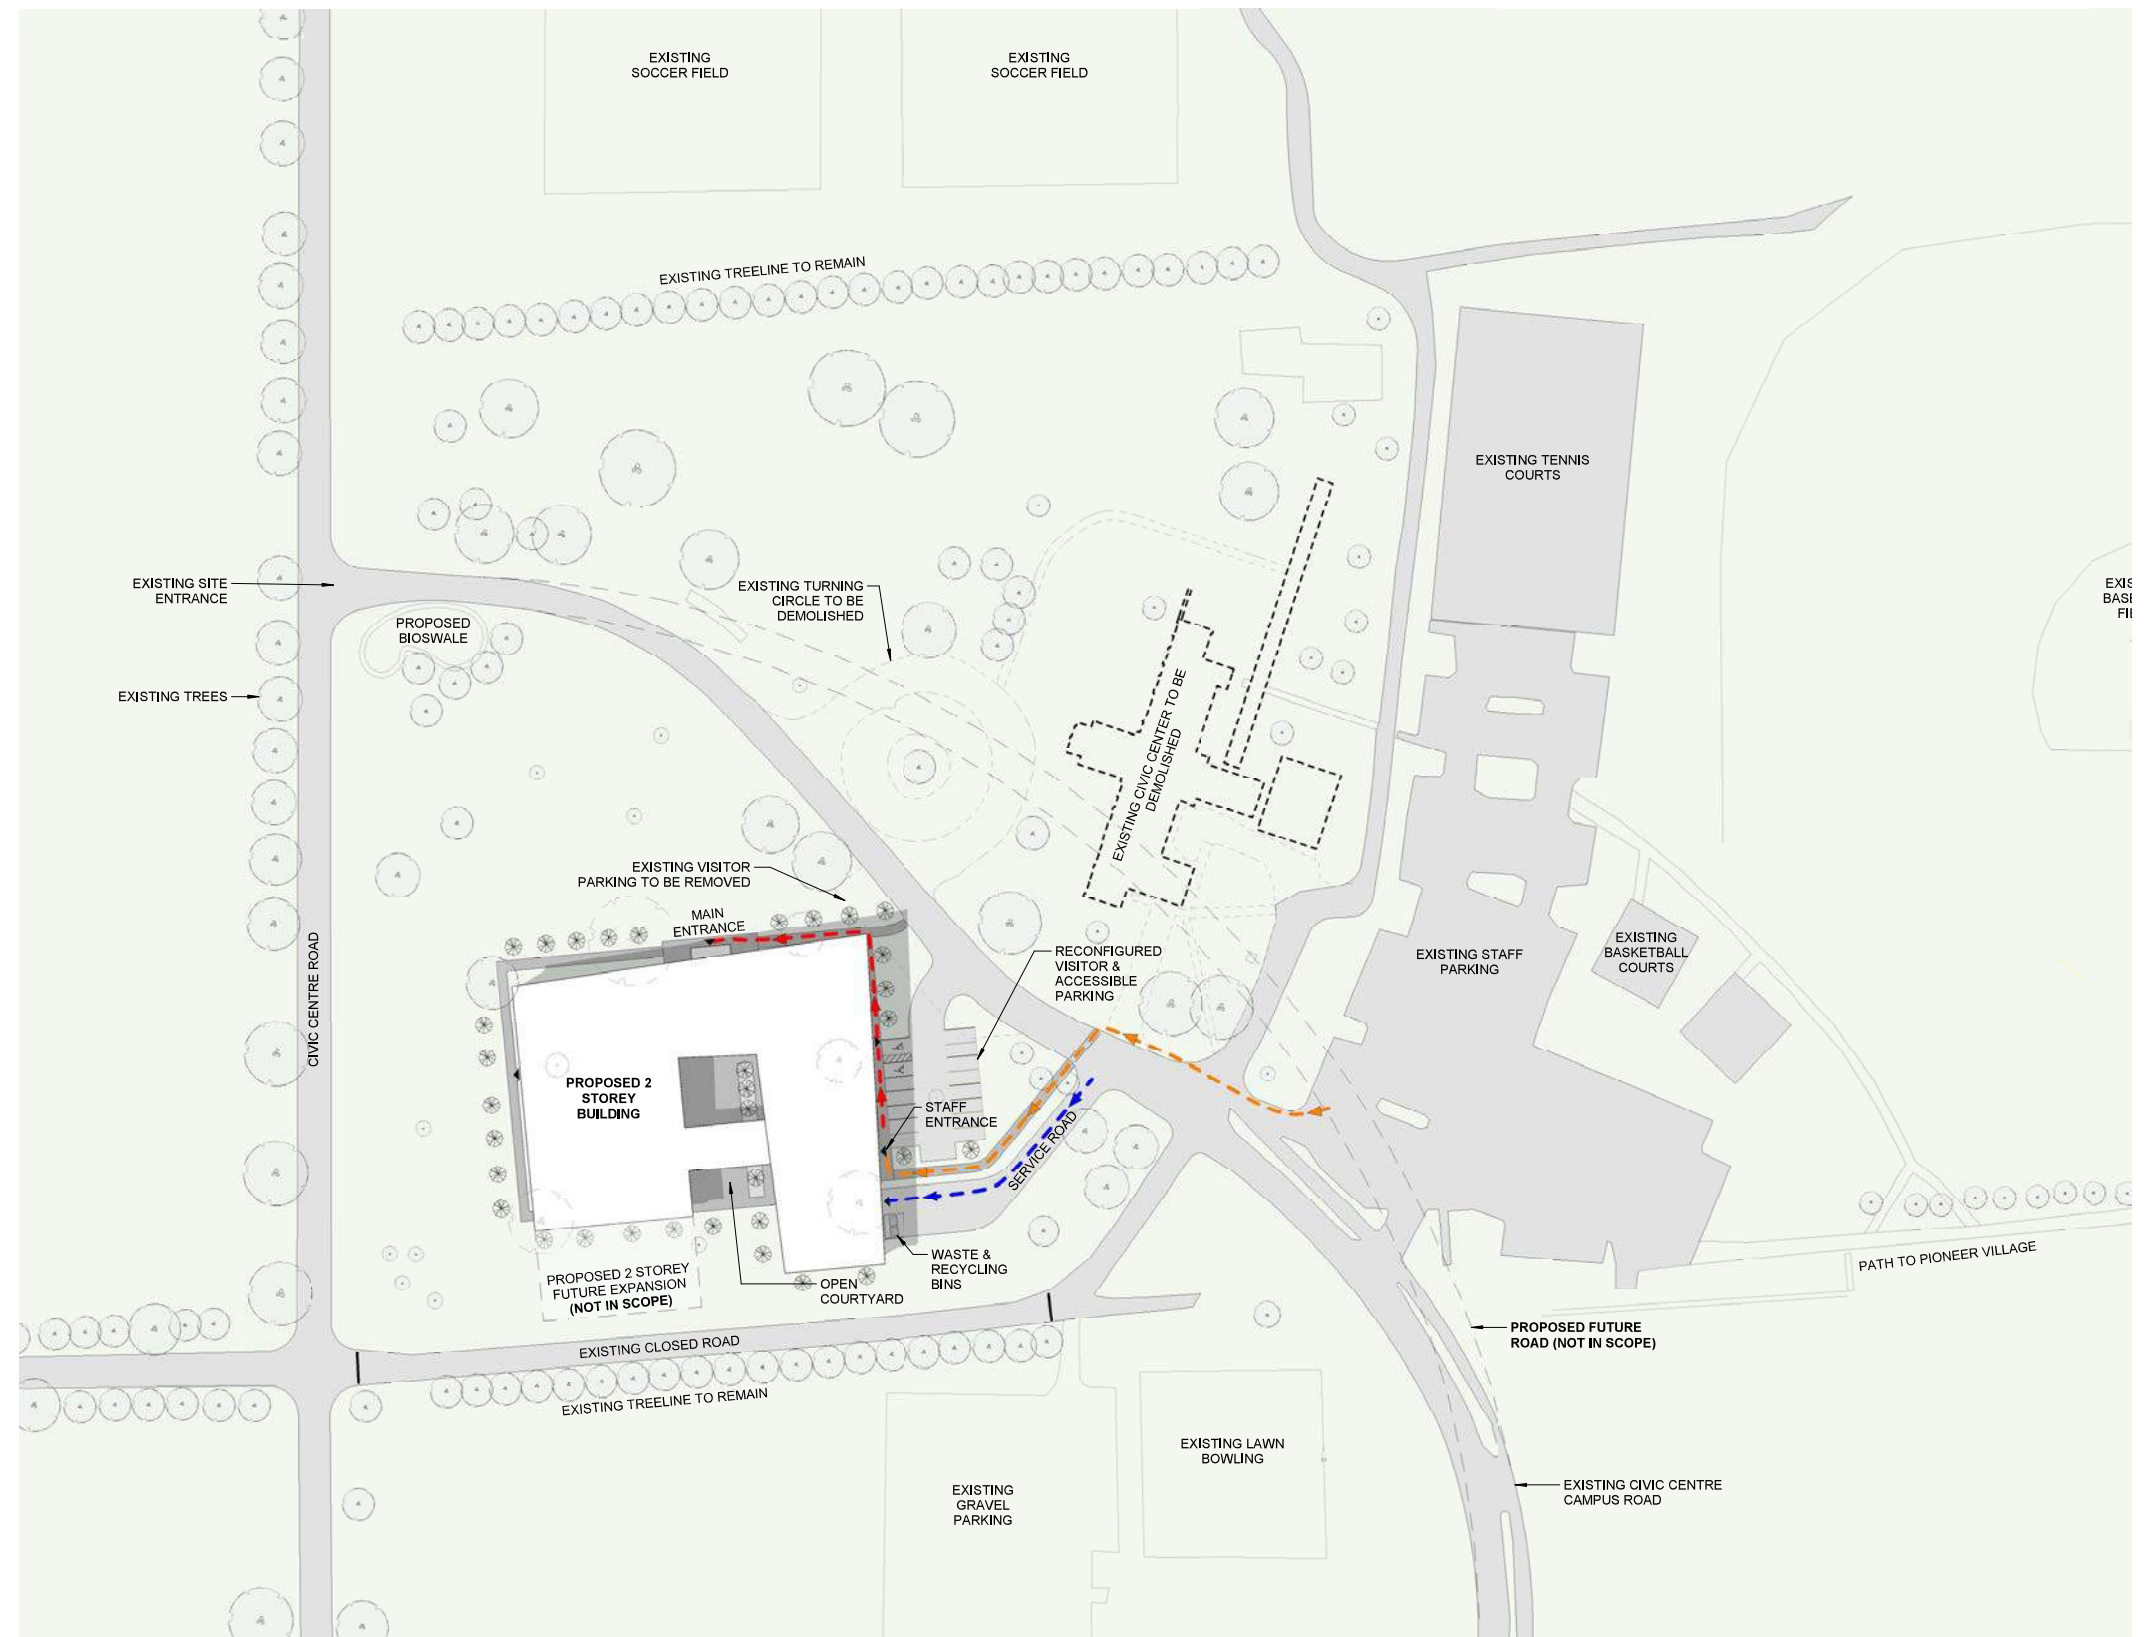 EXISTING
SOCCER FIELD
EXISTING
SOCCER FIELD
EXISTING TREELINE TO REMAIN
EXISTING TENNIS
COURTS
EXISTING SITE
ENTRANCE
EXISTING TURNING
CIRCLE TO BE
DEMOLISHED
PROPOSED
BIOSWALE
EXISTING TREES
EXISTING CIVIC CENTER TO BE
DEMOLISHED
EXISTING VISITOR
PARKING TO BE REMOVED
MAIN
ENTRANCE
CIVIC CENTRE ROAD
RECONFIGURED
VISITOR &
ACCESSIBLE
PARKING
EXISTING STAFF
PARKING
EXISTING
BASKETBALL
COURTS
PROPOSED 2
STOREY
BUILDING
STAFF
ENTRANCE
SERVICE ROAD
WASTE &
RECYCLING
BINS
PROPOSED 2 STOREY
FUTURE EXPANSION
(NOT IN SCOPE)
OPEN
COURTYARD
PATH TO PIONEER VILLAGE
EXISTING CLOSED ROAD
EXISTING TREELINE TO REMAIN
PROPOSED FUTURE
ROAD (NOT IN SCOPE)
EXISTING LAWN
BOWLING
EXISTING
GRAVEL
PARKING
EXISTING CIVIC CENTRE
CAMPUS ROAD